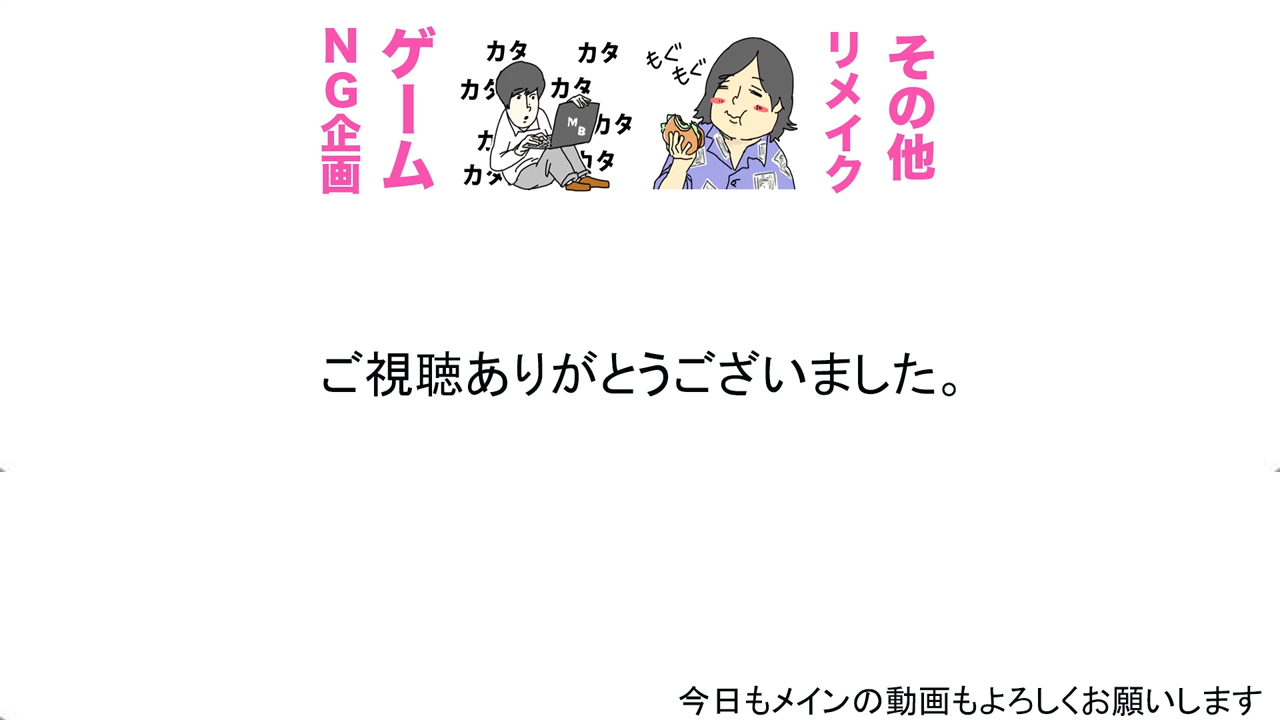 その他
リメイク
ゲーム
NG企画
カタ
カタ
カタ
カタ
カタ
カタ
カタ
カタ
MB
もぐ
もぐ
ご視聴ありがとうございました。
今日もメインの動画もよろしくお願いします